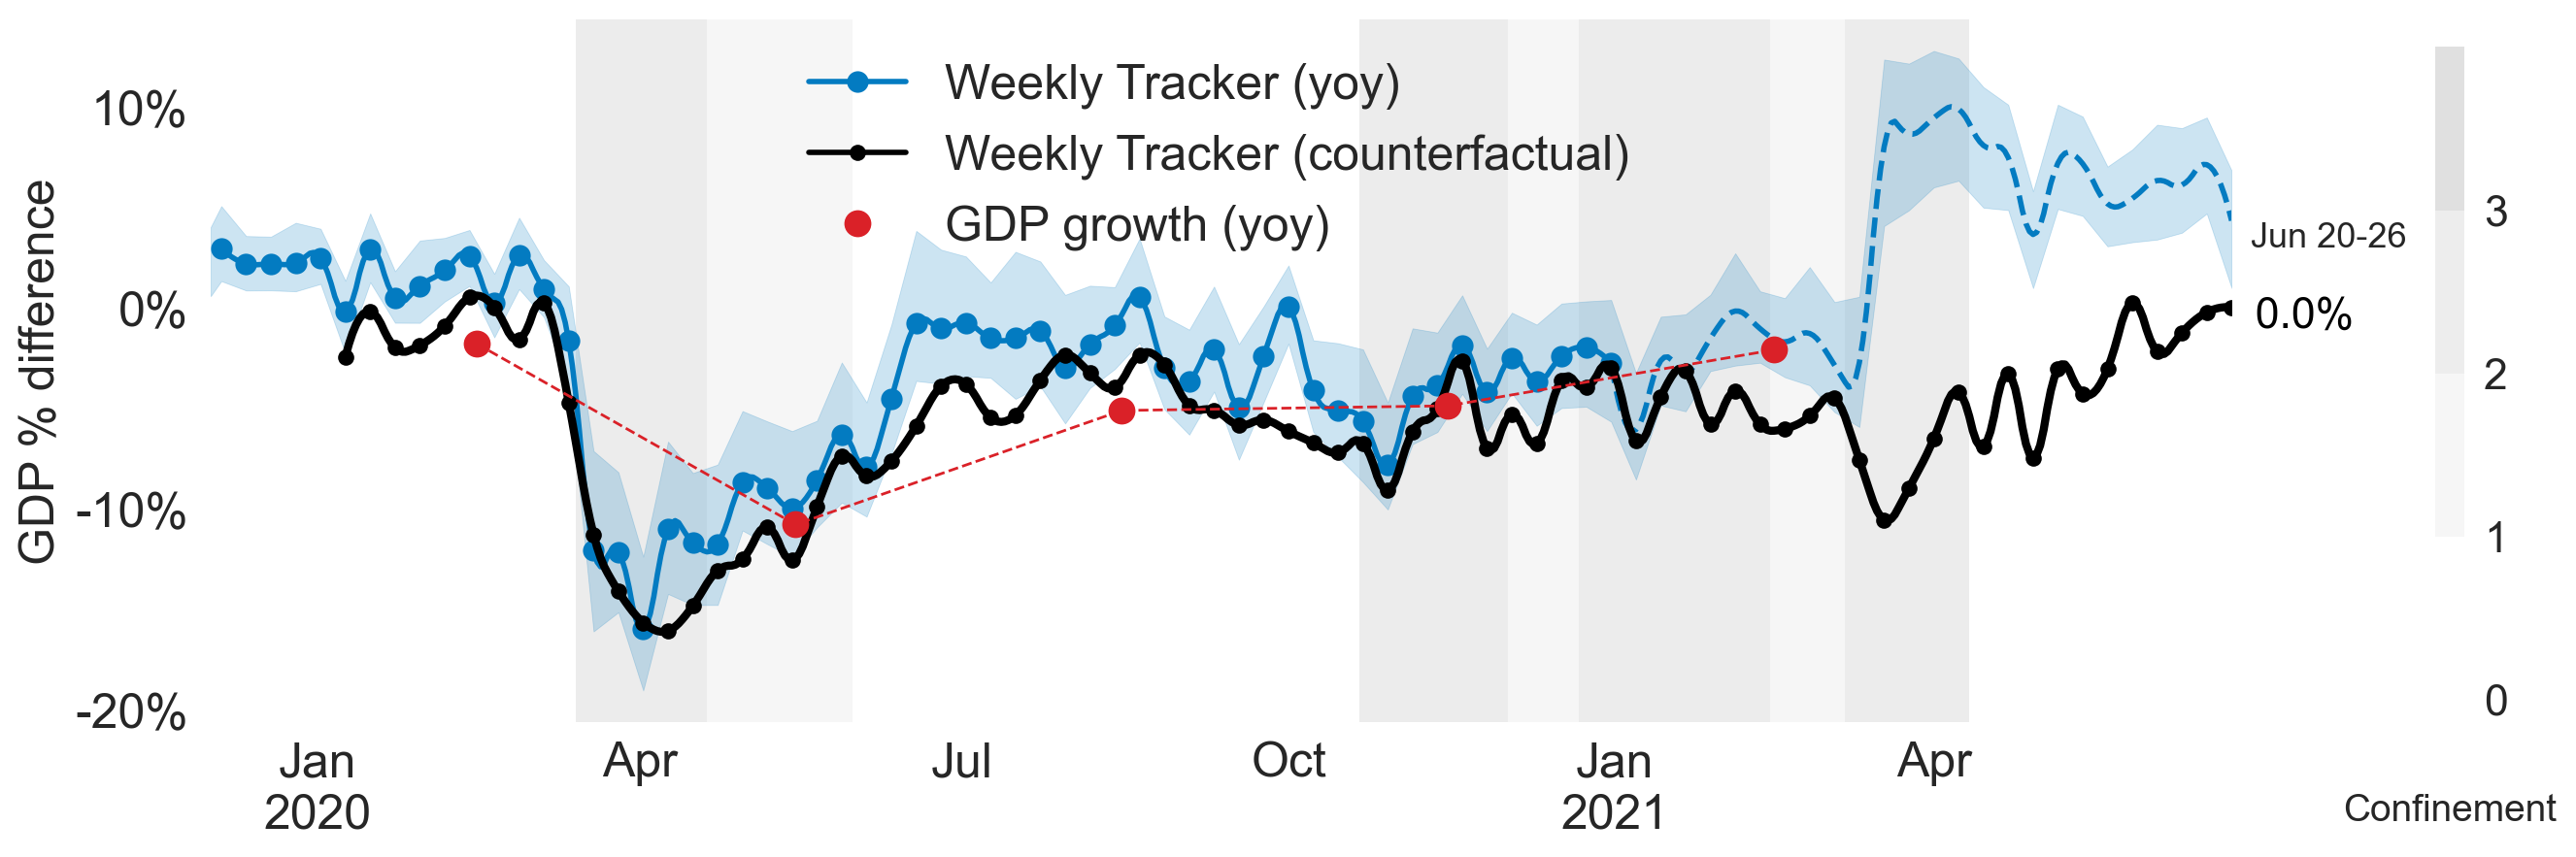 Weekly Tracker (yoy)
Weekly Tracker (counterfactual)
GDP growth (yoy)
GDP % difference
10%
0%
-10%
-20%
Jan
2020
Apr
Jul
Oct
Jan
2021
Apr
Jun 20-26
0.0%
3
2
1
0
Confinement